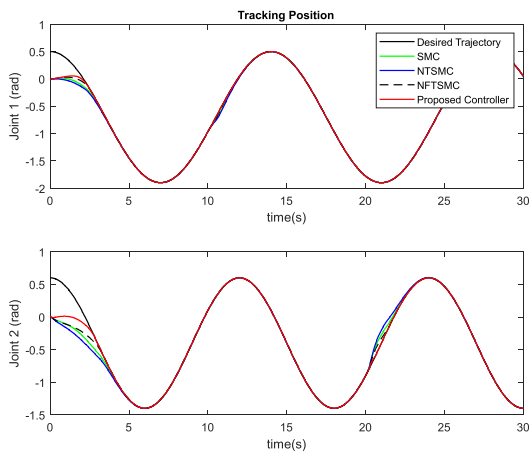 Tracking Position
1
0.5
0
-0.5
-1
-1.5
-2
Joint 1 (rad)
Desired Trajectory
SMC
NTSMC
NFTSMC
Proposed Controller
0 5 10 15 20 25 30
time(s)
1
0.5
0
-0.5
-1
-1.5
Joint 2 (rad)
0 5 10 15 20 25 30
time(s)